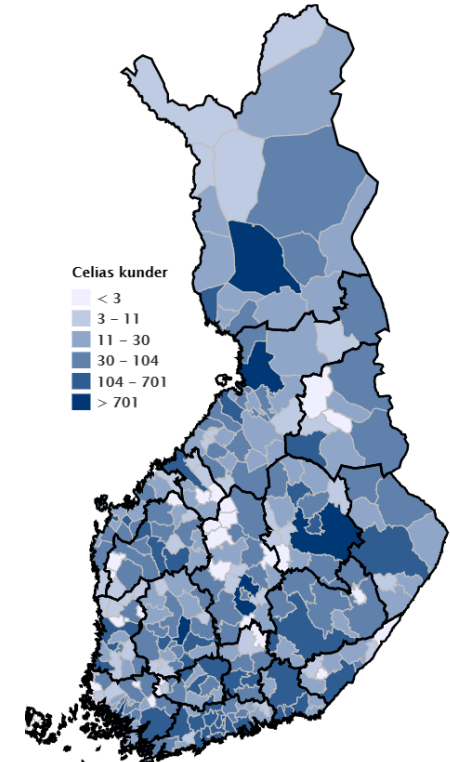 Celias kunder
< 3
3 – 11
11 – 30
30 – 104
104 – 701
> 701